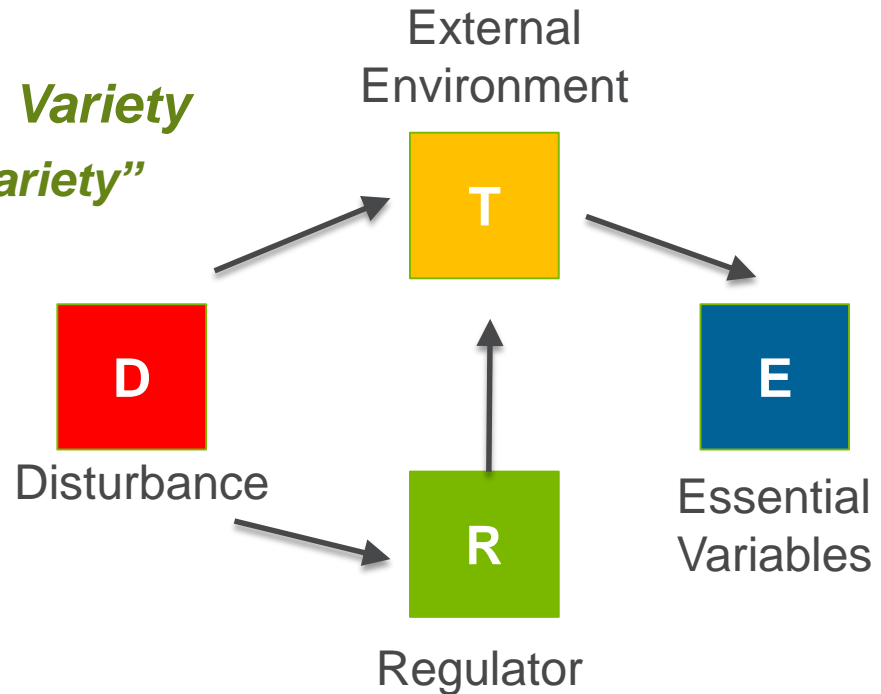 External
Environment
Variety
ariety”
T
D
E
Disturbance
R
Essential
Variables
Regulator